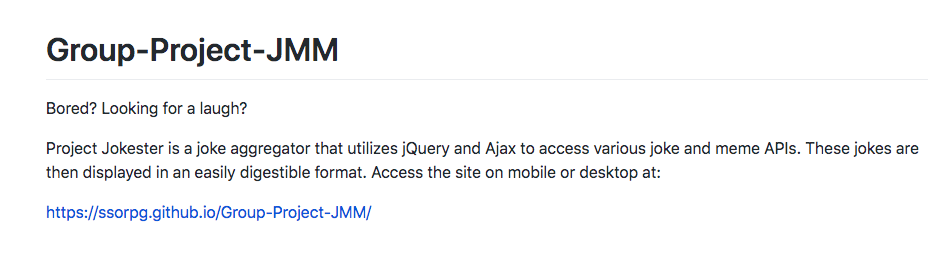 Group-Project-JMM
Bored? Looking for a laugh?
Project Jokester is a joke aggregator that utilizes jQuery and Ajax to access various joke and meme APIs. These jokes are
then displayed in an easily digestible format. Access the site on mobile or desktop at:
https://ssorpg.github.io/Group-Project-JMM/